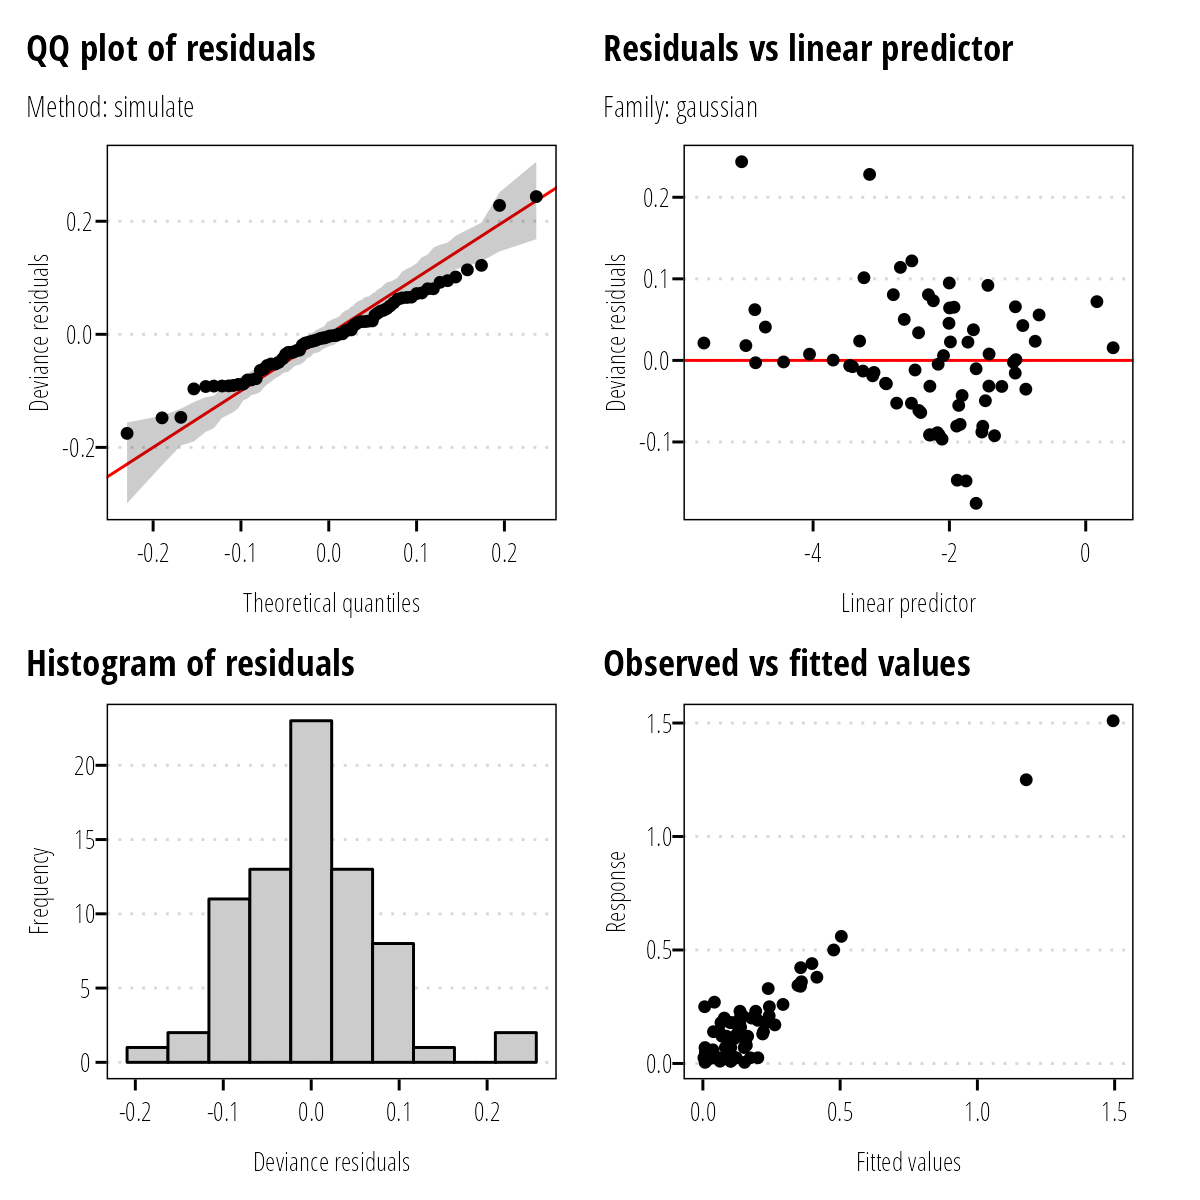 QQ plot of residuals
Method: simulate
Deviance residuals
0.2
0.0
-0.2
-0.2
-0.1
0.0
0.1
0.2
Theoretical quantiles
Residuals vs linear predictor
Family: gaussian
Deviance residuals
0.2
0.1
0.0
-0.1
-4
-2
0
Linear predictor
Histogram of residuals
Frequency
20
15
10
5
0
-0.2
-0.1
0.0
0.1
0.2
Deviance residuals
Observed vs fitted values
Response
1.5
1.0
0.5
0.0
0.0
0.5
1.0
1.5
Fitted values